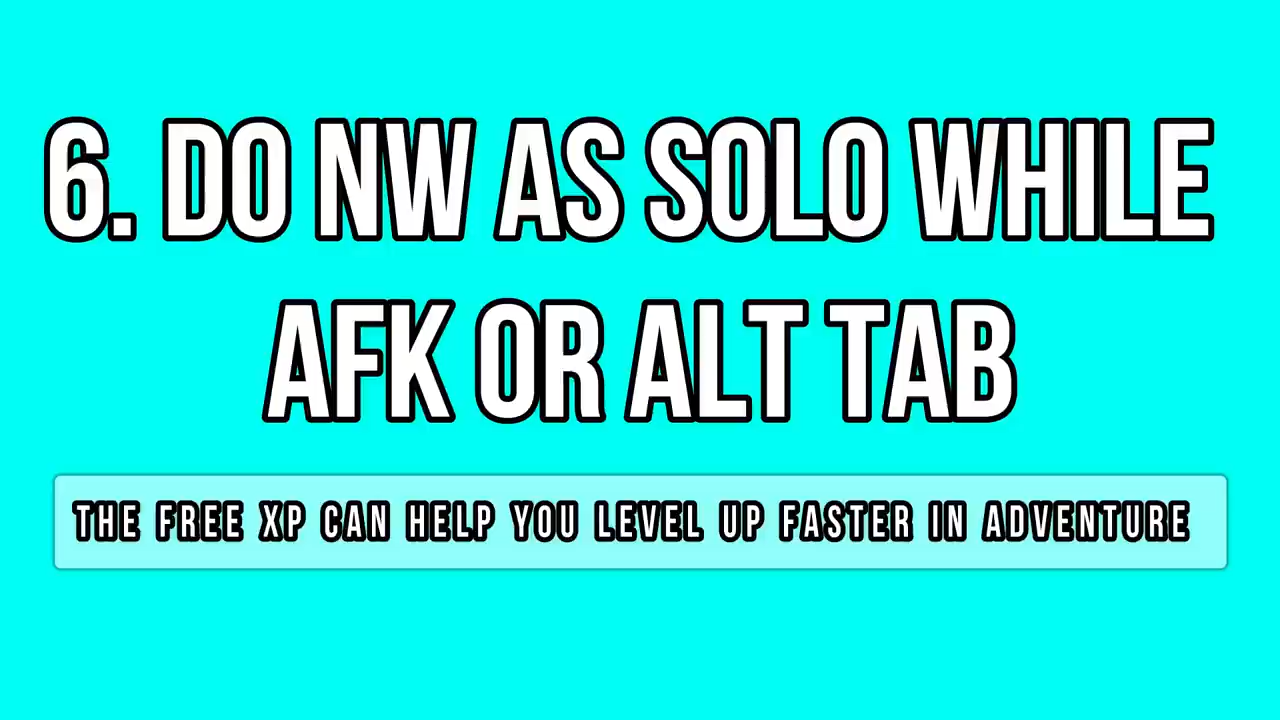 6. DO NW AS SOLO WHILE
AFK OR ALT TAB
THE FREE XP CAN HELP YOU LEVEL UP FASTER IN ADVENTURE